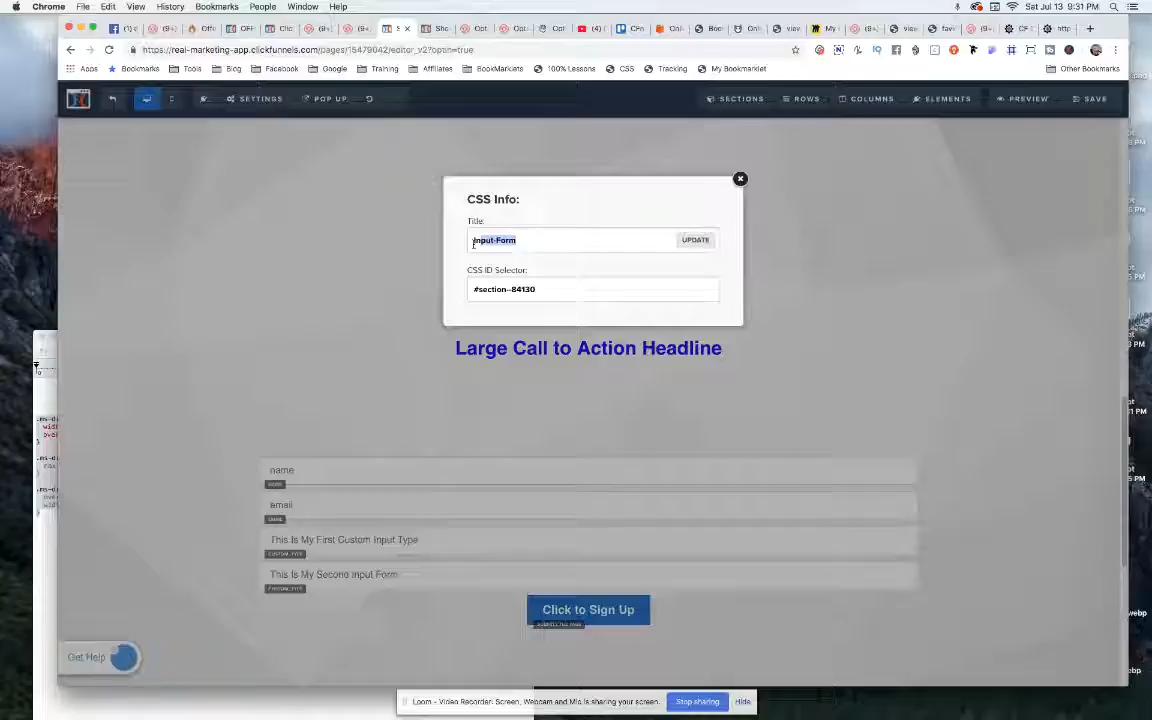 Chrome File Edit View History Bookmarks People Window Help
Sat Jul 13 9:31 PM
https://real-marketing-app.clickfunnels.com/pages/15479042/editor_v2?open=true
Apps Bookmarks Tools Blog Facebook Google Training Affiliates BookMarkets 100% Lessons CSS Tracking My Bookmarklet Other Bookmarks
SETTINGS POP UP SECTIONS ROWS COLUMNS ELEMENTS PREVIEW SAVE
CSS Info:
Title:
Input-Form UPDATE
CSS ID Selector:
#section--84130
Large Call to Action Headline
name
email
This Is My First Custom Input Type
CUSTOM_TYPE
This Is My Second Input Form
CUSTOM_TYPE
Click to Sign Up
Get Help
Loom - Video Recorder: Screen, Webcam and Mic is sharing your screen. Stop sharing Hide